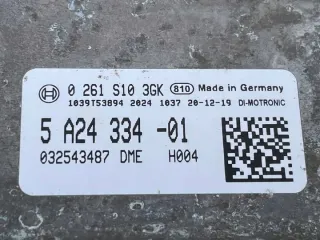 0 261 S10 3GK 810 Made in Germany
1039T53894 2024 1037 20-12-19 DI-MOTRONIC
5 A24 334 -01
032543487 DME H004